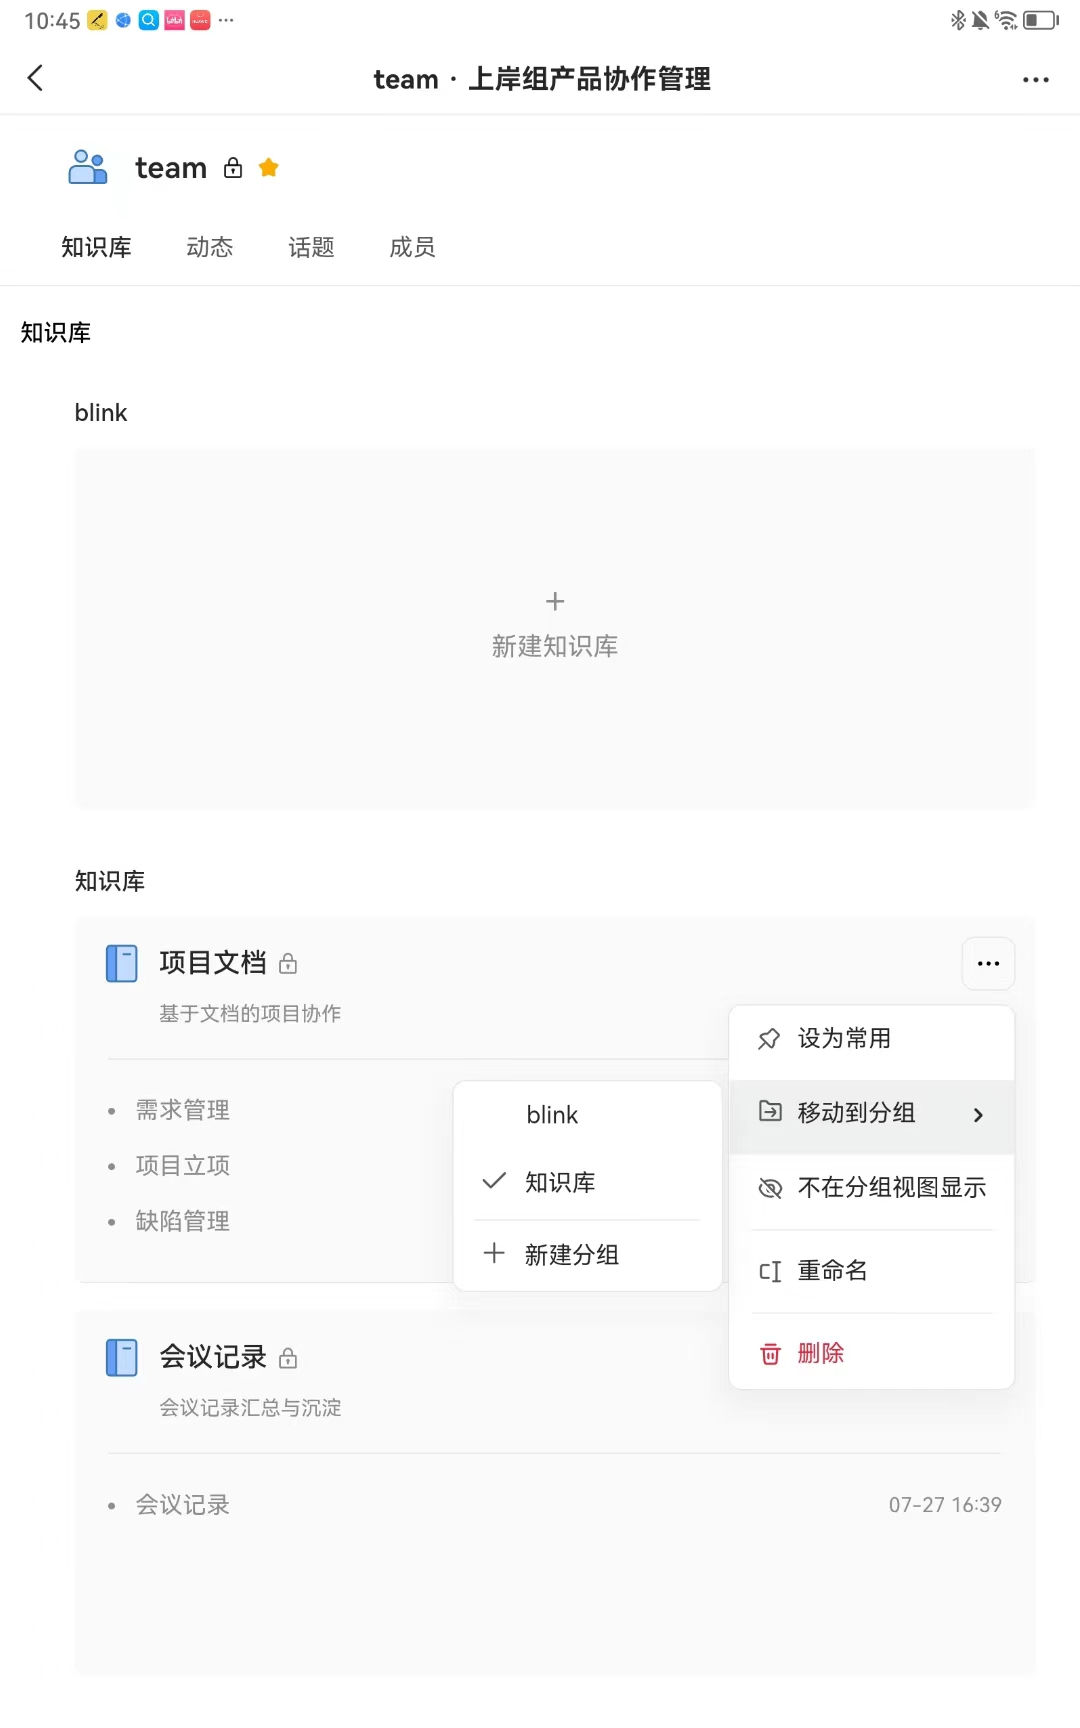 10:45
team · 上岸组产品协作管理
team
知识库 动态 话题 成员
知识库
blink
新建知识库
知识库
项目文档
基于文档的项目协作
需求管理
项目立项
缺陷管理
设为常用
移动到分组
不在分组视图显示
重命名
删除
blink
知识库
新建分组
会议记录
会议记录汇总与沉淀
会议记录 07-27 16:39